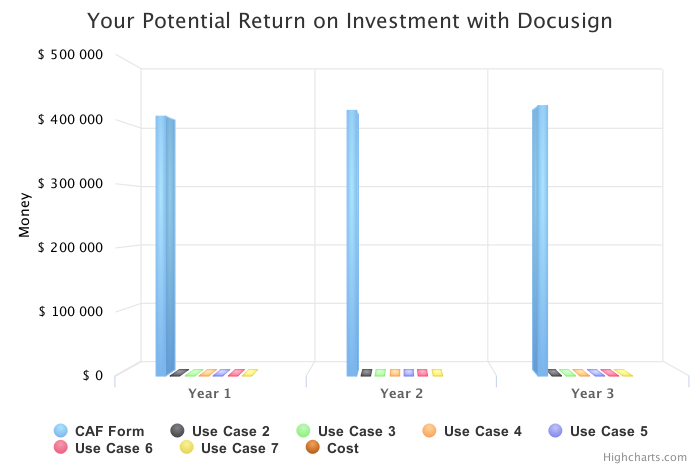 Your Potential Return on Investment with Docusign
$ 500 000
$ 400 000
$ 300 000
$ 200 000
$ 100 000
$ 0
Money
Year 1 Year 2 Year 3
CAF Form Use Case 2 Use Case 3 Use Case 4 Use Case 5
Use Case 6 Use Case 7 Cost
Highcharts.com